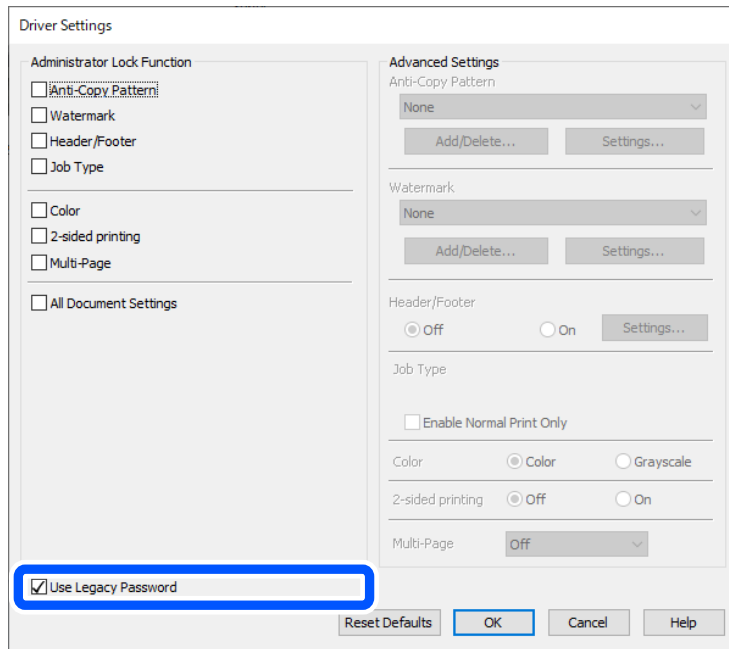 Driver Settings
Administrator Lock Function
Anti-Copy Pattern
Watermark
Header/Footer
Job Type
Color
2-sided printing
Multi-Page
All Document Settings
Use Legacy Password
Advanced Settings
Anti-Copy Pattern
None
Add/Delete... Settings...
Watermark
None
Add/Delete... Settings...
Header/Footer
Off On Settings...
Job Type
Enable Normal Print Only
Color Color Grayscale
2-sided printing Off On
Multi-Page Off
Reset Defaults OK Cancel Help